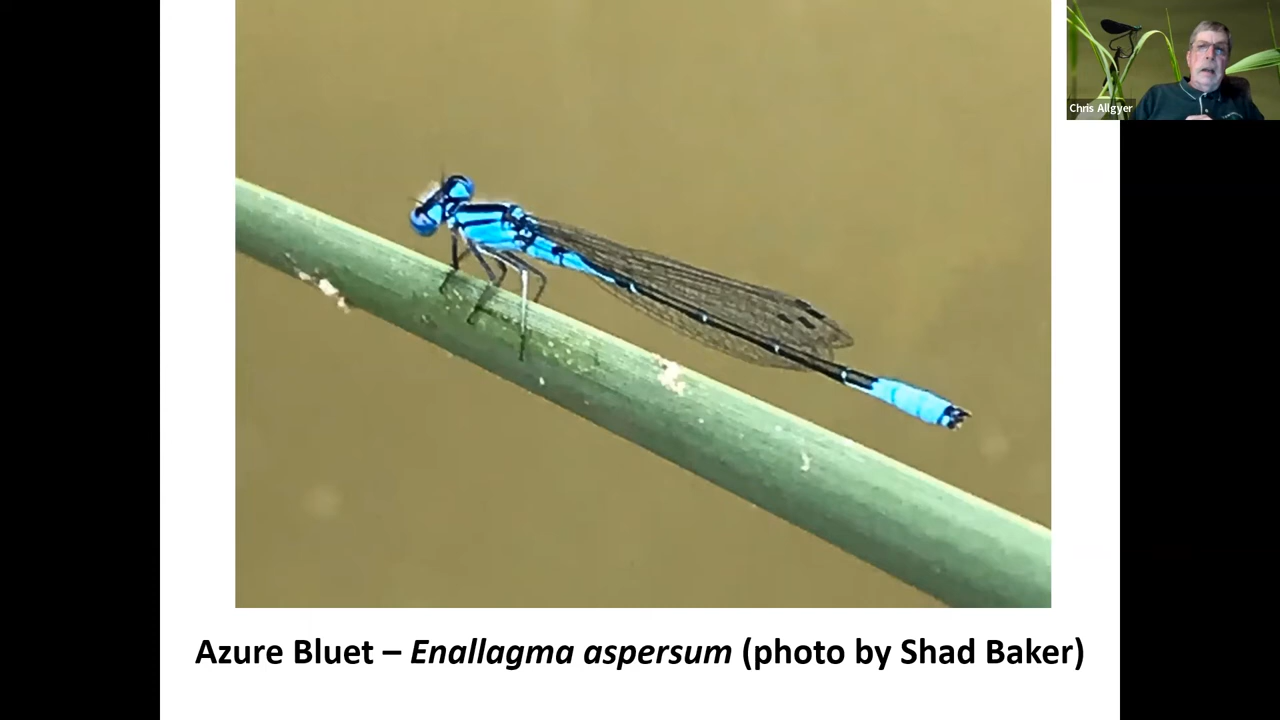 Chris Allgyer
Azure Bluet – Enallagma aspersum (photo by Shad Baker)